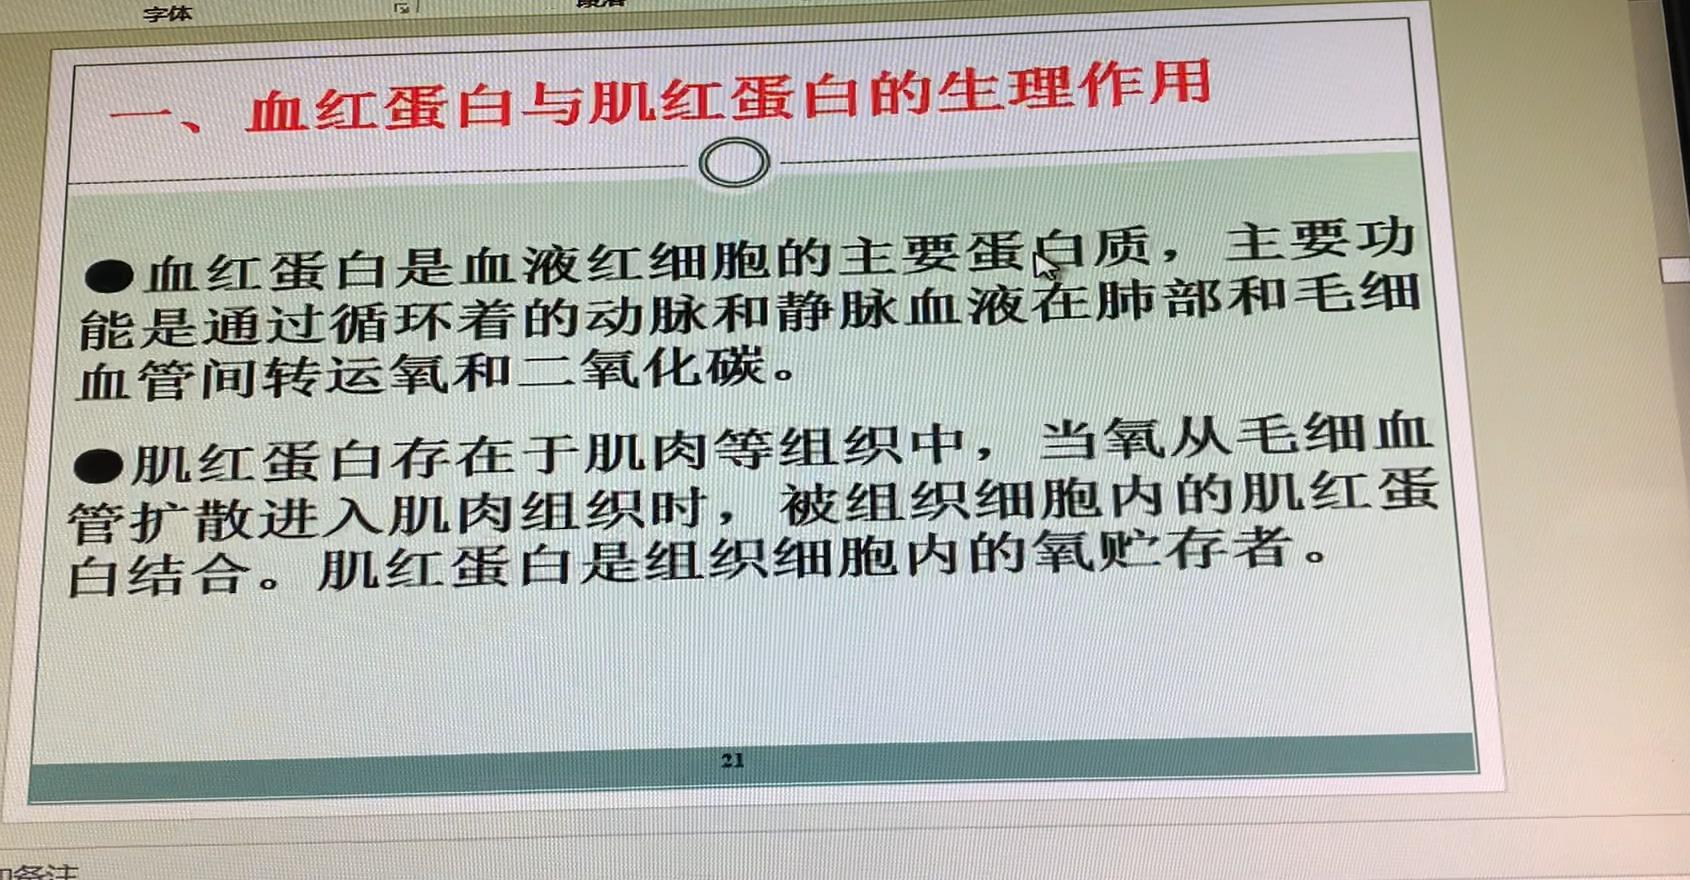 字体
段落
一、血红蛋白与肌红蛋白的生理作用
●血红蛋白是血液红细胞的主要蛋白质，主要功
能是通过循环着的动脉和静脉血液在肺部和毛细
血管间转运氧和二氧化碳。
●肌红蛋白存在于肌肉等组织中，当氧从毛细血
管扩散进入肌肉组织时，被组织细胞内的肌红蛋
白结合。肌红蛋白是组织细胞内的氧贮存者。
21
加备注